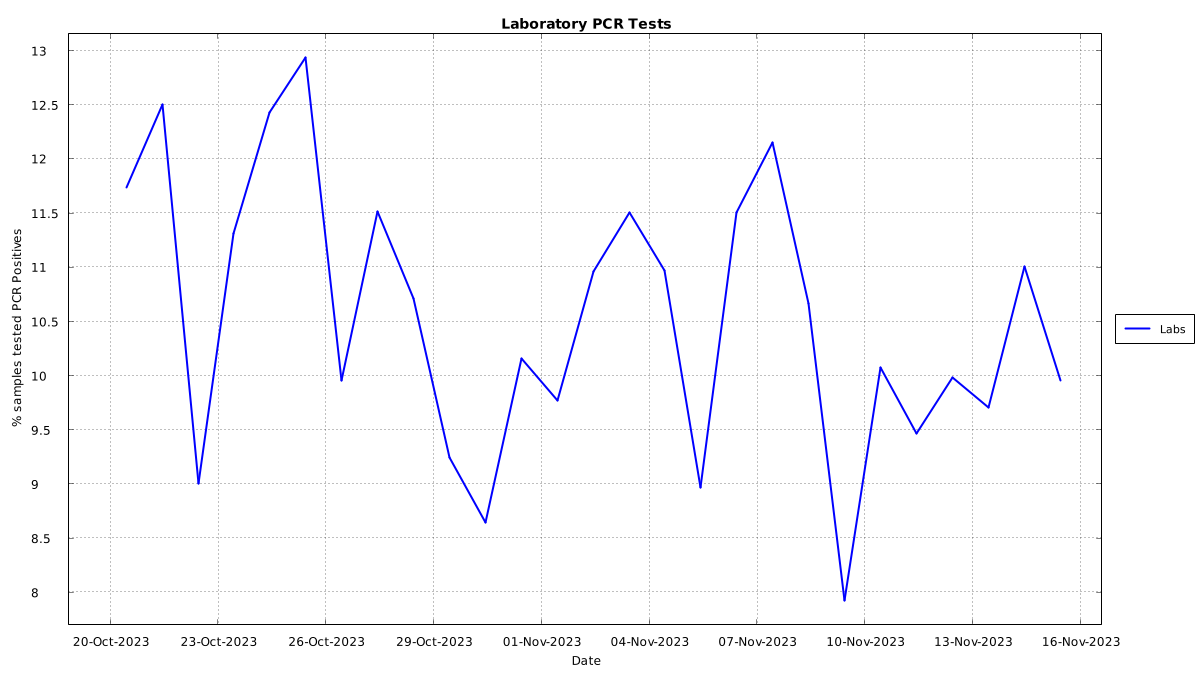 Laboratory PCR Tests
% samples tested PCR Positives
13
12.5
12
11.5
11
10.5
10
9.5
9
8.5
8
20-Oct-2023 23-Oct-2023 26-Oct-2023 29-Oct-2023 01-Nov-2023 04-Nov-2023 07-Nov-2023 10-Nov-2023 13-Nov-2023 16-Nov-2023
Date
Labs